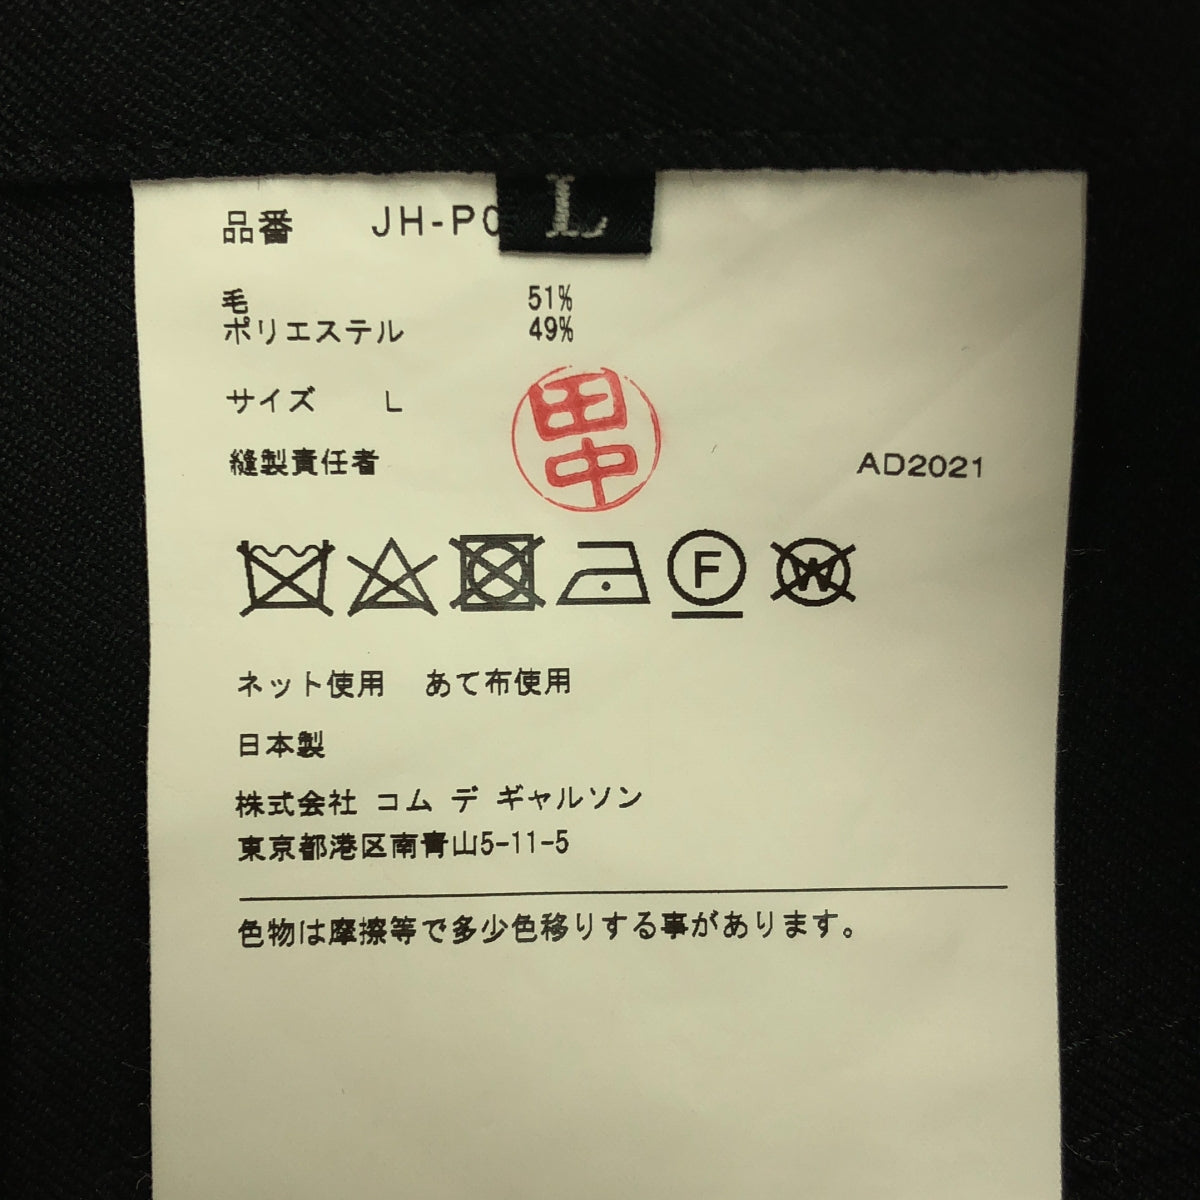 品番 JH-P0
L
毛 51%
ポリエステル 49%
サイズ L
田中
縫製責任者 AD2021
F W
ネット使用 あて布使用
日本製
株式会社 コム デ ギャルソン
東京都港区南青山5-11-5
色物は摩擦等で多少色移りする事があります。